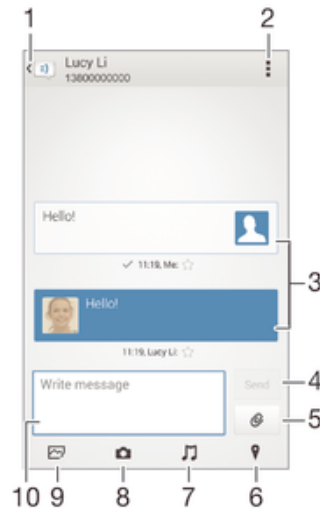 1
2
Lucy Li
13800000000
Hello!
11:19, Me:
3
Hello!
11:19, Lucy Li:
Write message
Send
4
5
10
9
8
7
6